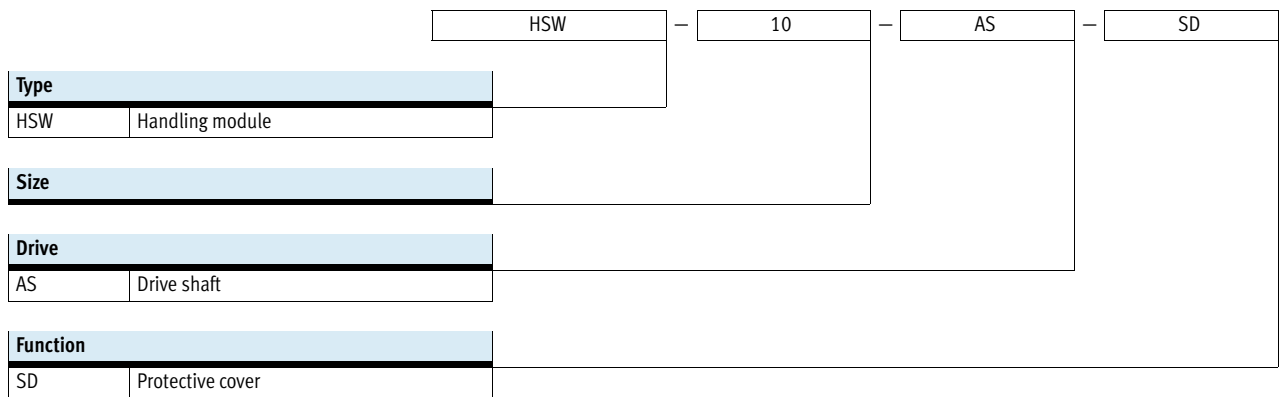 HSW – 10 – AS – SD
Type
HSW Handling module
Size
Drive
AS Drive shaft
Function
SD Protective cover